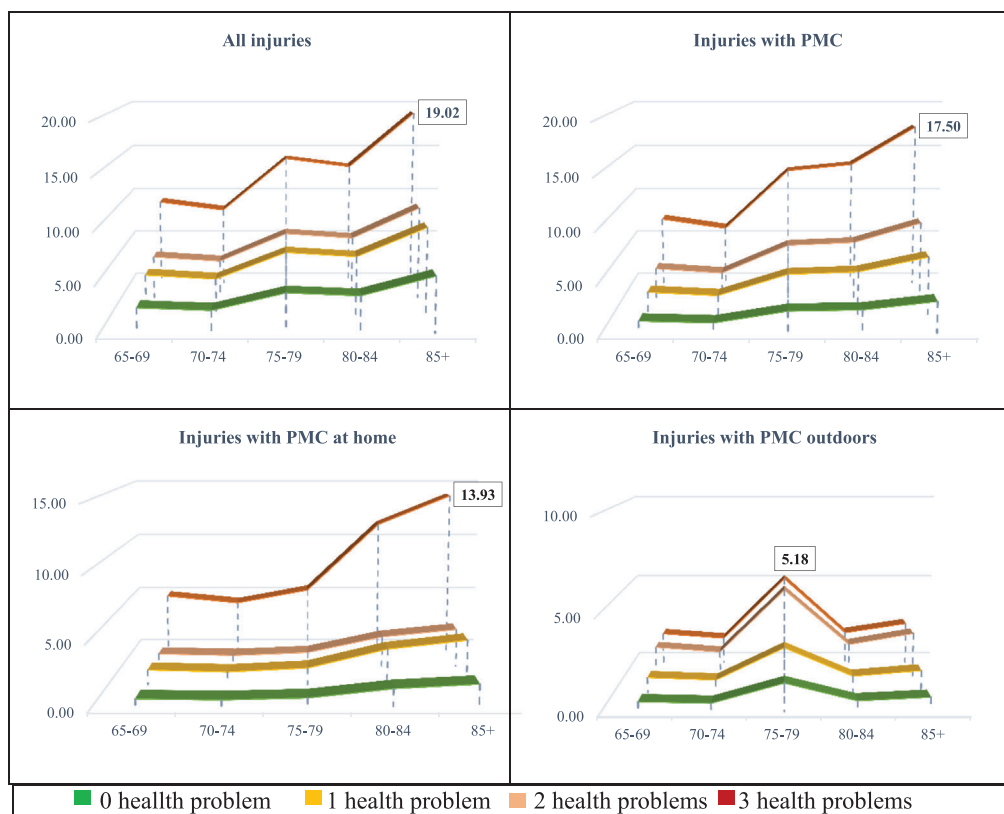 All injuries
20.00
15.00
10.00
5.00
0.00
19.02
65-69 70-74 75-79 80-84 85+
Injuries with PMC
20.00
15.00
10.00
5.00
0.00
17.50
65-69 70-74 75-79 80-84 85+
Injuries with PMC at home
15.00
10.00
5.00
0.00
13.93
65-69 70-74 75-79 80-84 85+
Injuries with PMC outdoors
10.00
5.00
0.00
5.18
65-69 70-74 75-79 80-84 85+
0 heallth problem 1 health problem 2 health problems 3 health problems